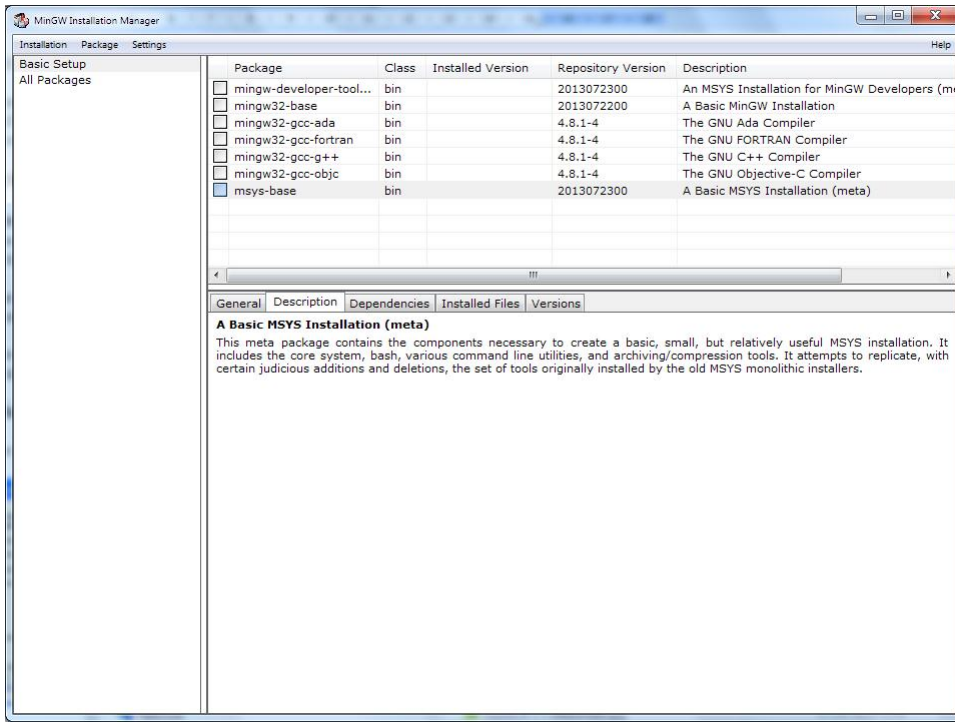 MinGW Installation Manager
Installation Package Settings Help
Basic Setup
All Packages
Package Class Installed Version Repository Version Description
mingw-developer-tool... bin 2013072300 An MSYS Installation for MinGW Developers (me
mingw32-base bin 2013072200 A Basic MinGW Installation
mingw32-gcc-ada bin 4.8.1-4 The GNU Ada Compiler
mingw32-gcc-fortran bin 4.8.1-4 The GNU FORTRAN Compiler
mingw32-gcc-g++ bin 4.8.1-4 The GNU C++ Compiler
mingw32-gcc-objc bin 4.8.1-4 The GNU Objective-C Compiler
msys-base bin 2013072300 A Basic MSYS Installation (meta)
General Description Dependencies Installed Files Versions
A Basic MSYS Installation (meta)
This meta package contains the components necessary to create a basic, small, but relatively useful MSYS installation. It
includes the core system, bash, various command line utilities, and archiving/compression tools. It attempts to replicate, with
certain judicious additions and deletions, the set of tools originally installed by the old MSYS monolithic installers.